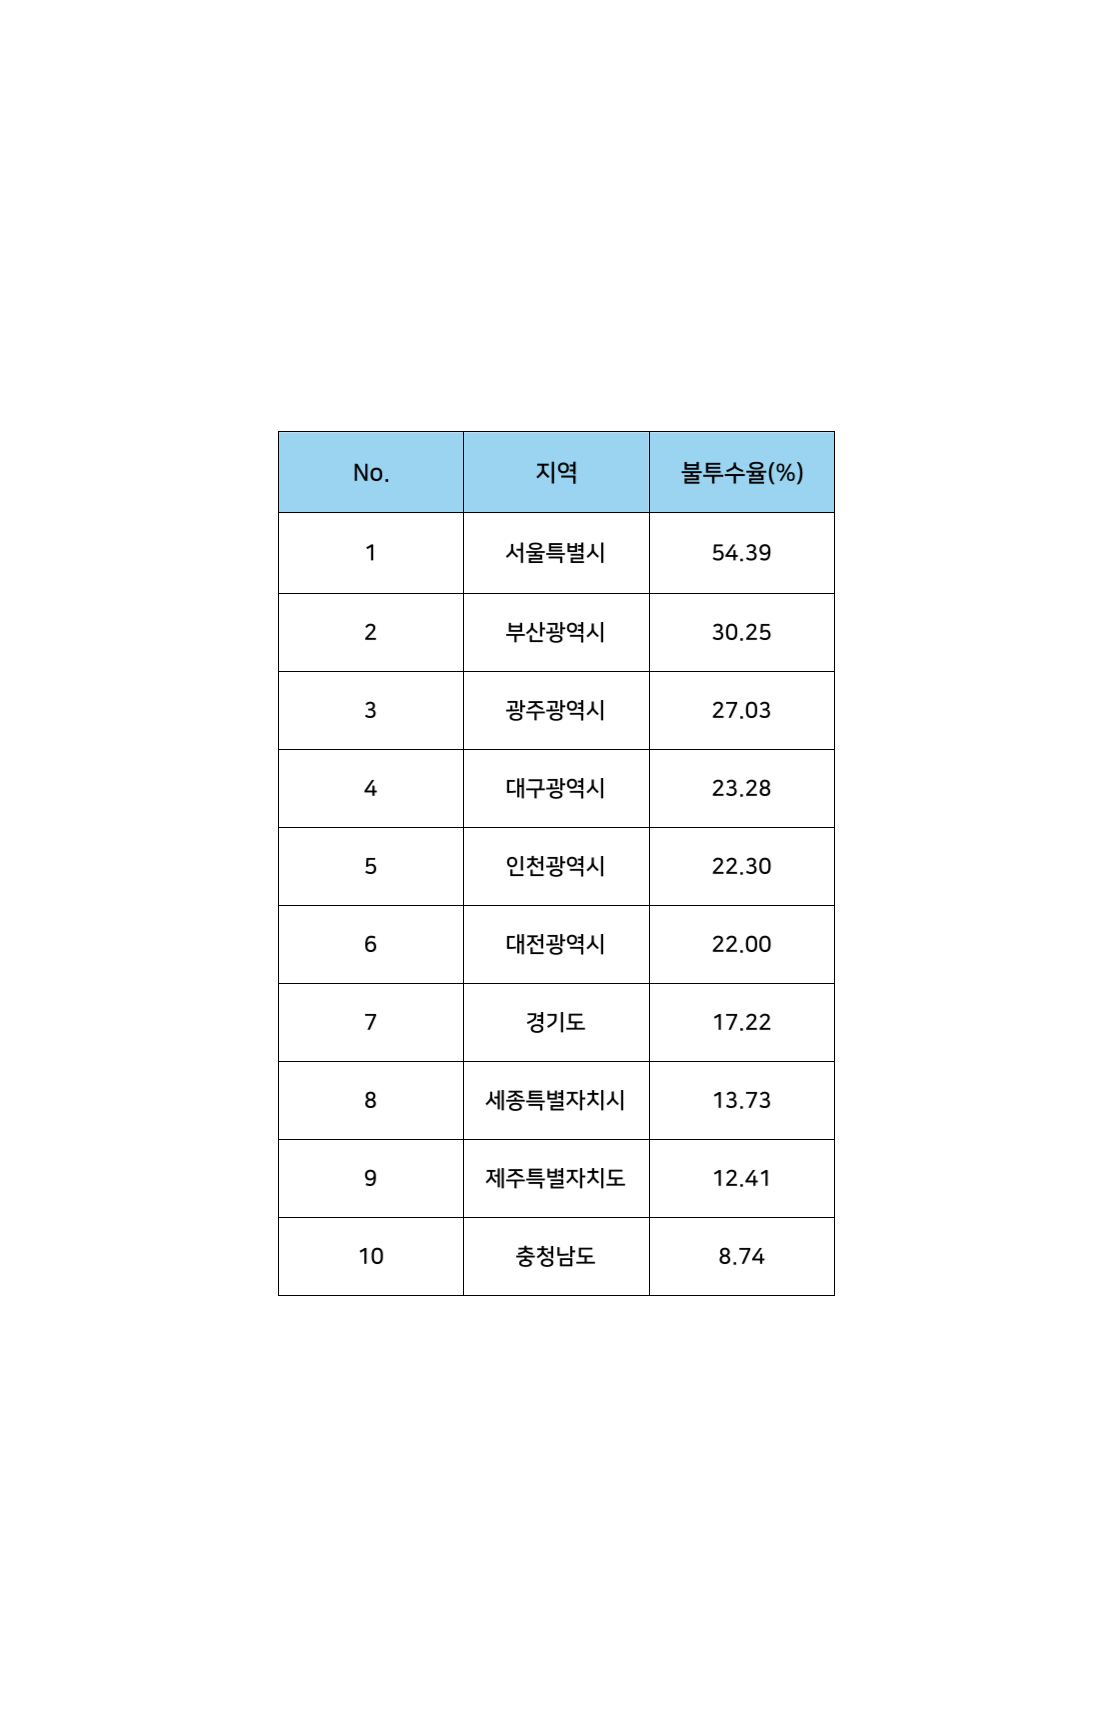 No. 지역 불투수율(%)
1 서울특별시 54.39
2 부산광역시 30.25
3 광주광역시 27.03
4 대구광역시 23.28
5 인천광역시 22.30
6 대전광역시 22.00
7 경기도 17.22
8 세종특별자치시 13.73
9 제주특별자치도 12.41
10 충청남도 8.74